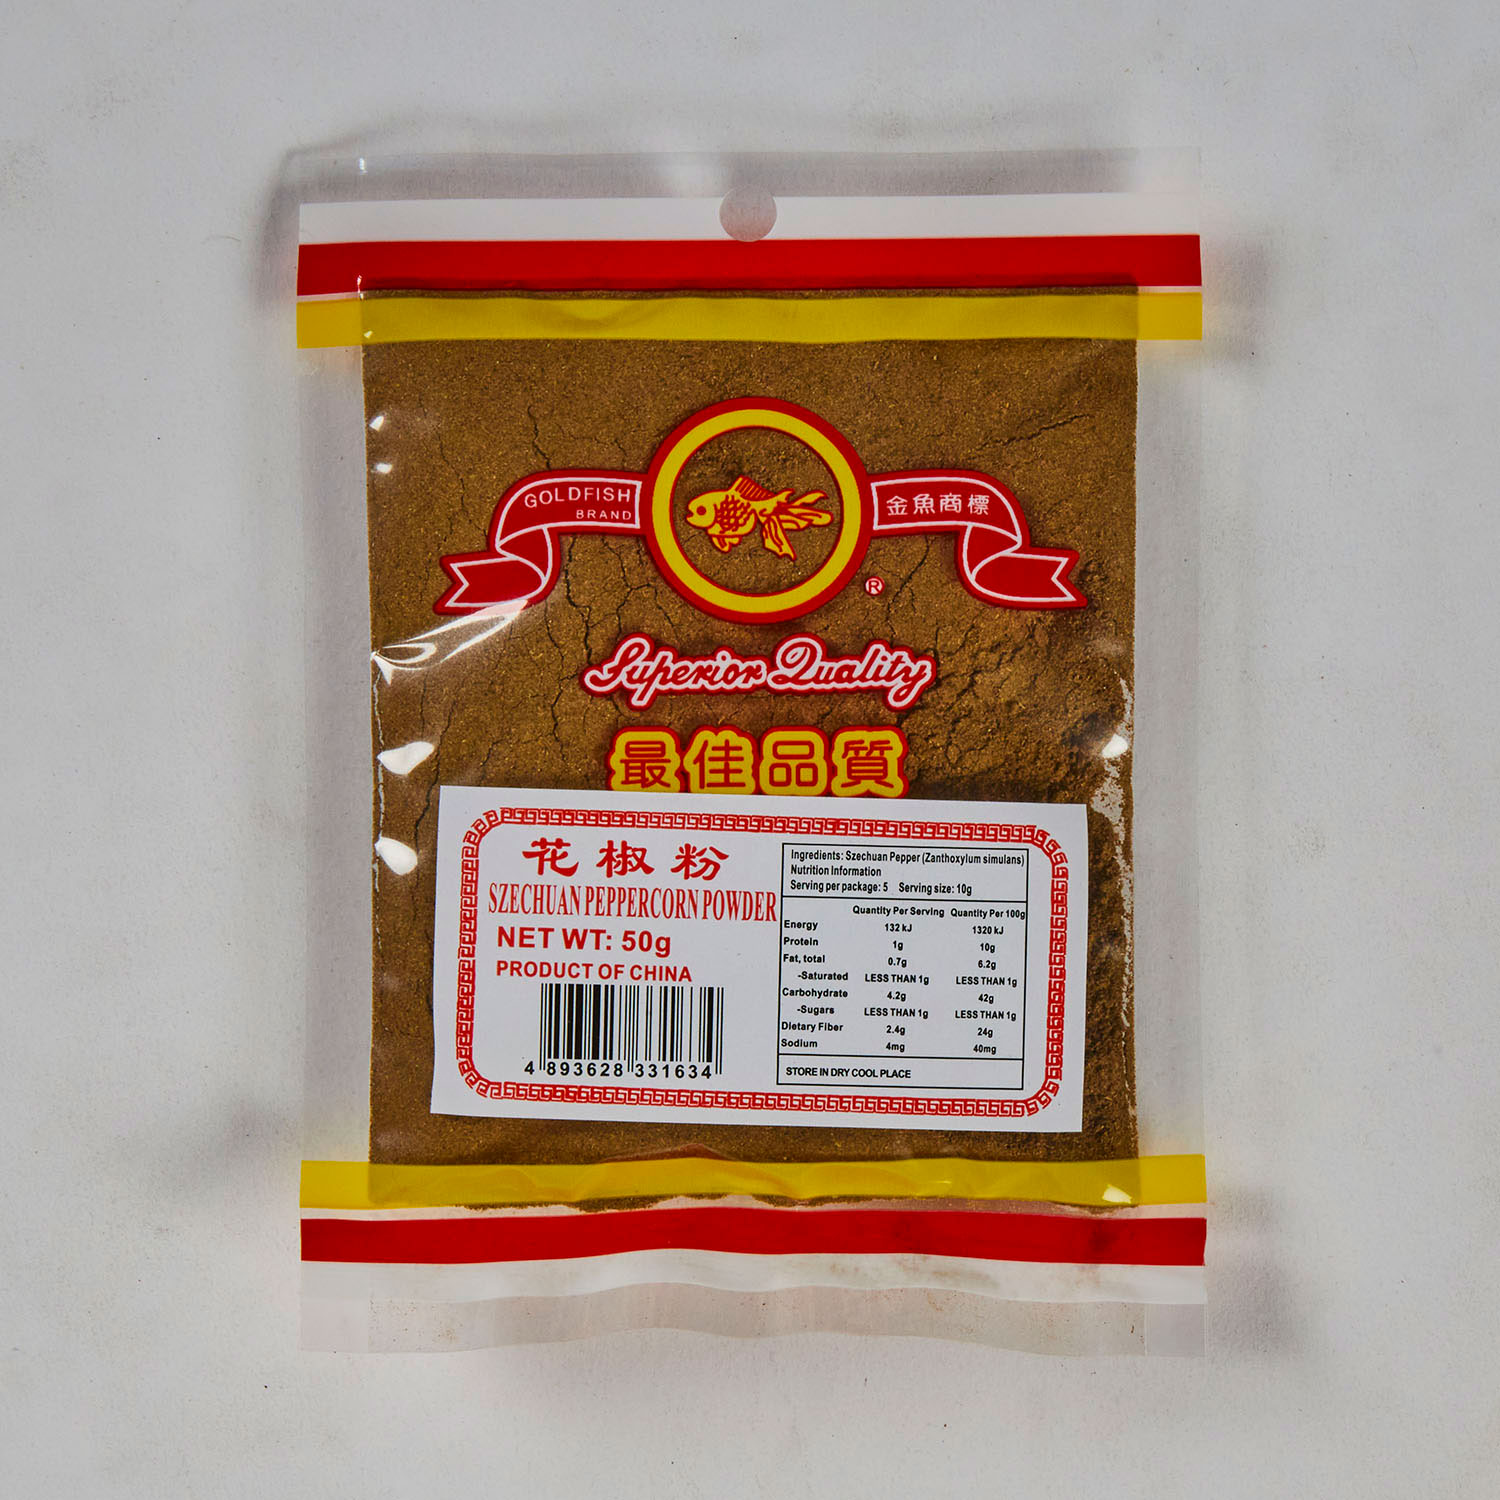 GOLDFISH
BRAND
金魚商標
®
Superior Quality
最佳品質
花椒粉
SZECHUAN PEPPERCORN POWDER
NET WT: 50g
PRODUCT OF CHINA
4 893628 331634
Ingredients: Szechuan Pepper (Zanthoxylum simulans)
Nutrition Information
Serving per package: 5 Serving size: 10g
Quantity Per Serving Quantity Per 100g
Energy 132 kJ 1320 kJ
Protein 1g 10g
Fat, total 0.7g 6.2g
-Saturated LESS THAN 1g LESS THAN 1g
Carbohydrate 4.2g 42g
-Sugars LESS THAN 1g LESS THAN 1g
Dietary Fiber 2.4g 24g
Sodium 4mg 40mg
STORE IN DRY COOL PLACE